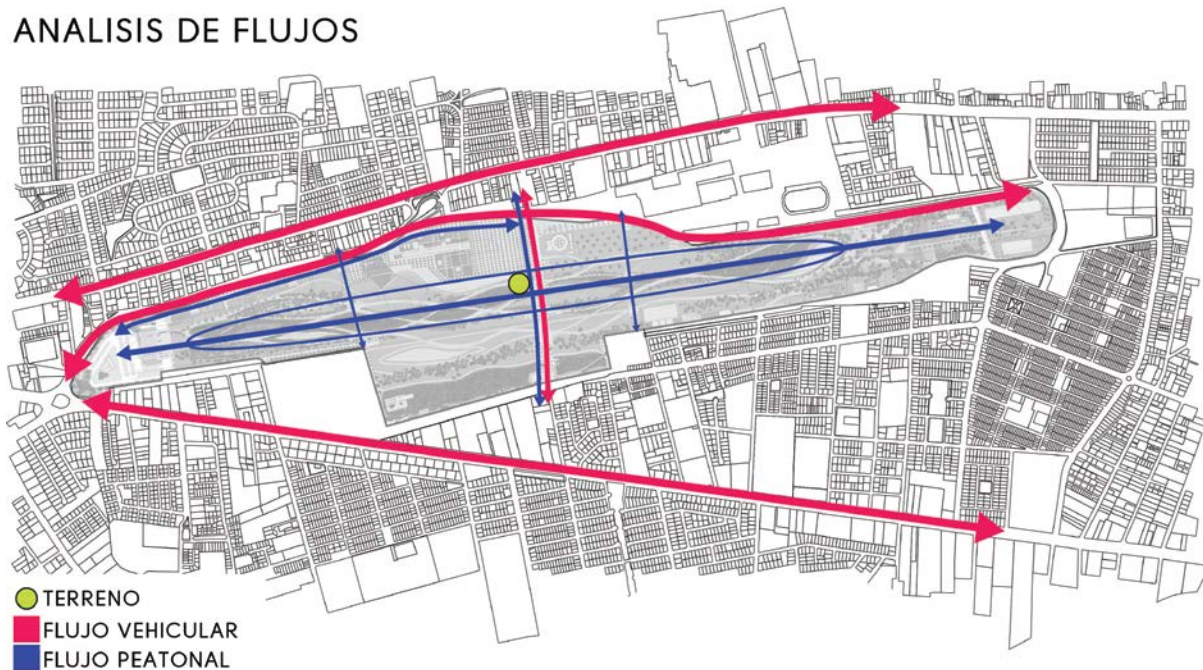 ANALISIS DE FLUJOS
TERRENO
FLUJO VEHICULAR
FLUJO PEATONAL